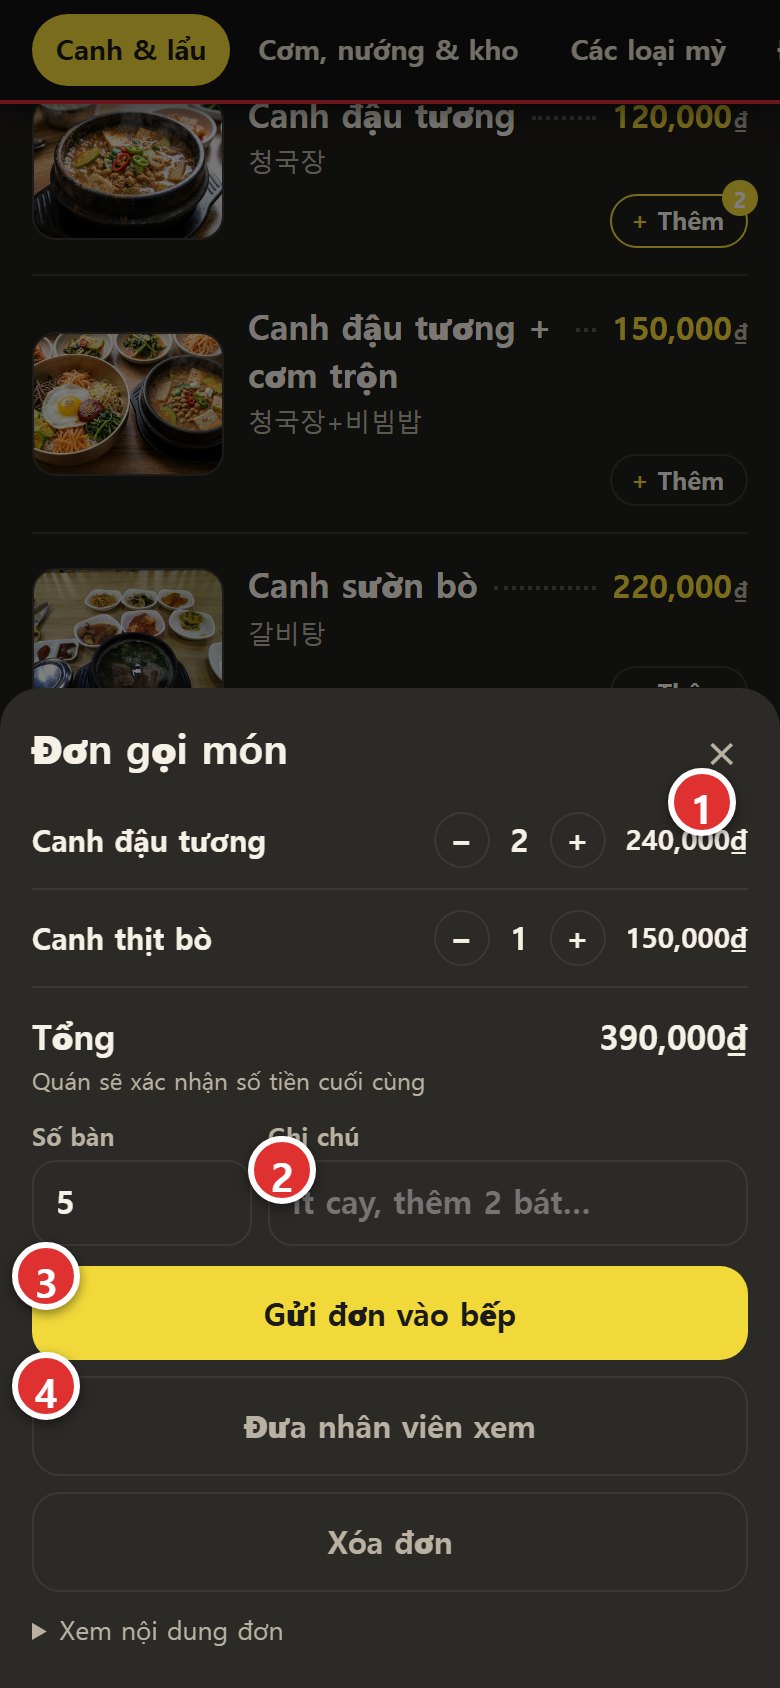 Canh & lẩu
Cơm, nướng & kho
Các loại mỳ
Canh đậu tương 120,000₫
청국장
2
+ Thêm
Canh đậu tương + 150,000₫
cơm trộn
청국장+비빔밥
+ Thêm
Canh sườn bò 220,000₫
갈비탕
Đơn gọi món
×
1
Canh đậu tương − 2 + 240,000₫
Canh thịt bò − 1 + 150,000₫
Tổng 390,000₫
Quán sẽ xác nhận số tiền cuối cùng
Số bàn
Ghi chú
2
5
Ít cay, thêm 2 bát...
3
Gửi đơn vào bếp
4
Đưa nhân viên xem
Xóa đơn
▶ Xem nội dung đơn